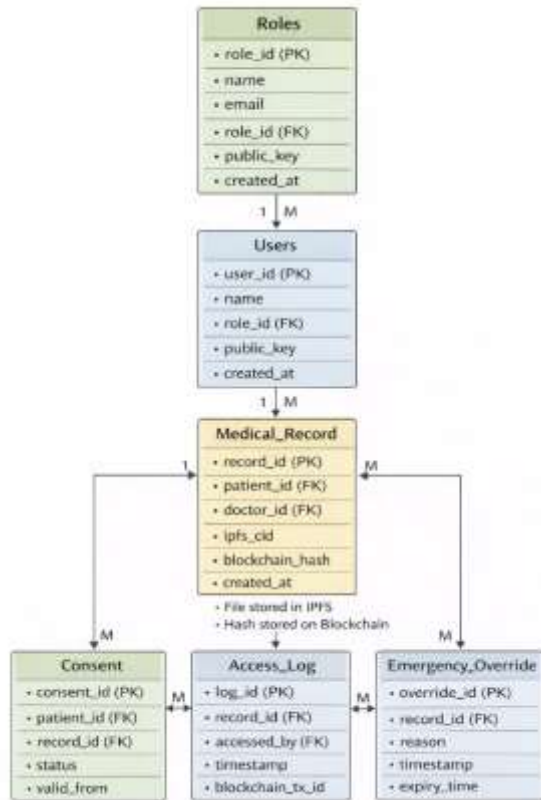 Roles
• role_id (PK)
• name
• email
• role_id (FK)
• public_key
• created_at
1 M
Users
• user_id (PK)
• name
• role_id (FK)
• public_key
• created_at
1 M
Medical_Record
1 M
• record_id (PK)
• patient_id (FK)
• doctor_id (FK)
• ipfs_cid
• blockchain_hash
• created_at
• File stored in IPFS
• Hash stored on Blockchain
M M
Consent
+ consent_id (PK)
+ patient_id (FK)
+ record_id (FK)
+ status
+ valid_from
M
Access_Log
• log_id (PK)
• record_id (FK)
• accessed_by (FK)
• timestamp
• blockchain_tx_id
M
Emergency_Override
• override_id (PK)
• record_id (FK)
• reason
• timestamp
• expiry_time